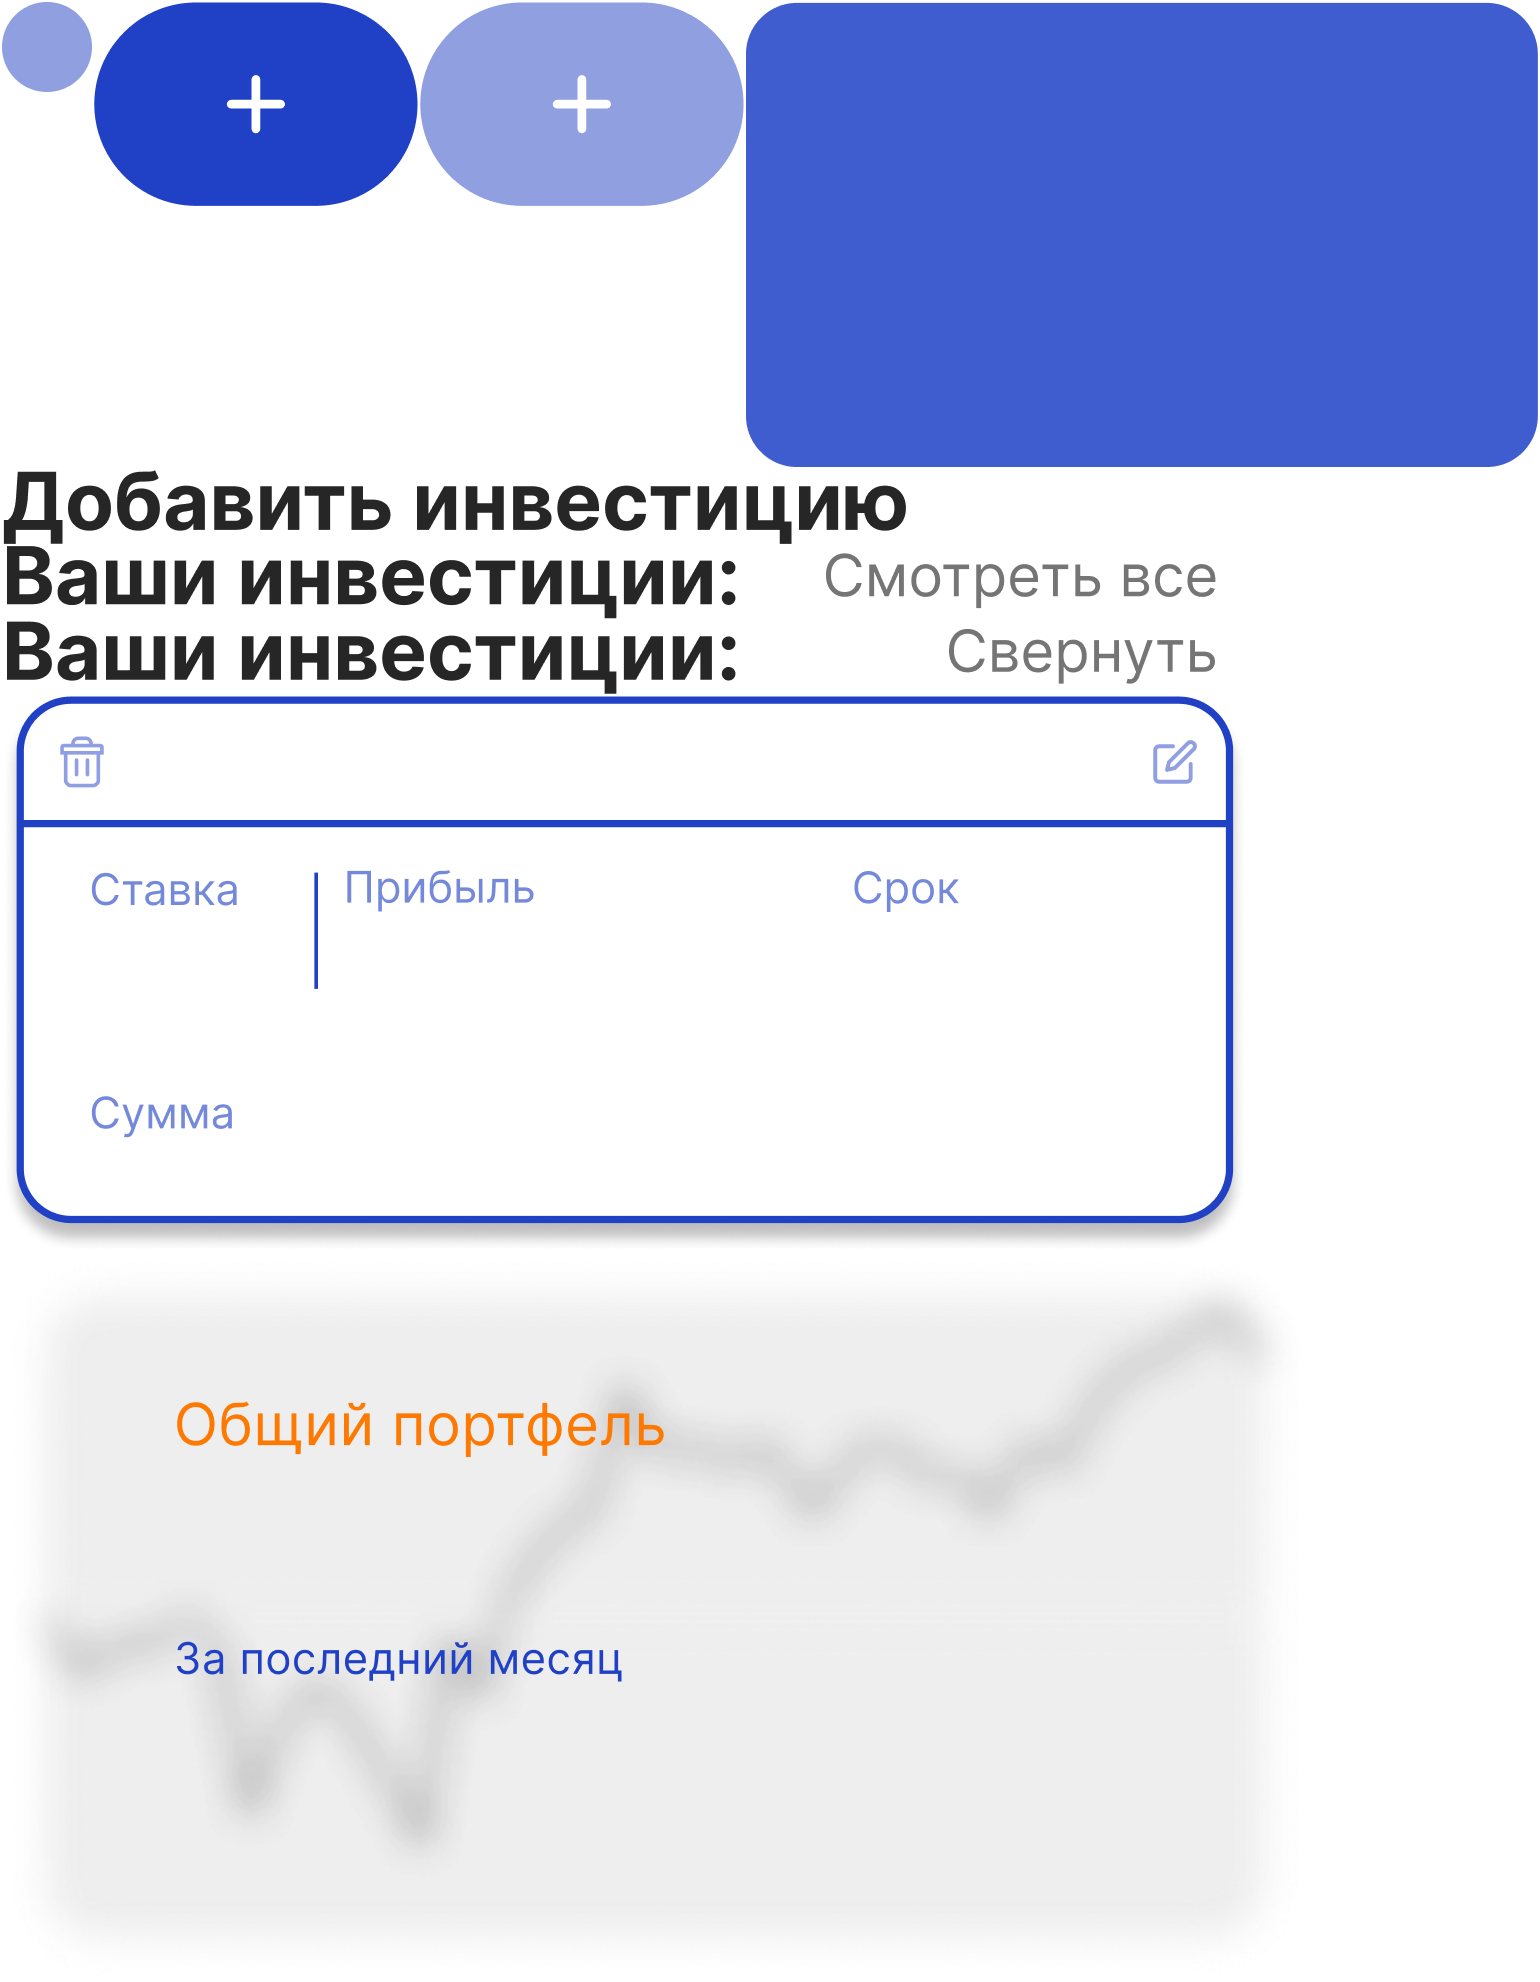 Добавить инвестицию
Ваши инвестиции: Смотреть все
Ваши инвестиции: Свернуть
Ставка Прибыль Срок
Сумма
Общий портфель
За последний месяц